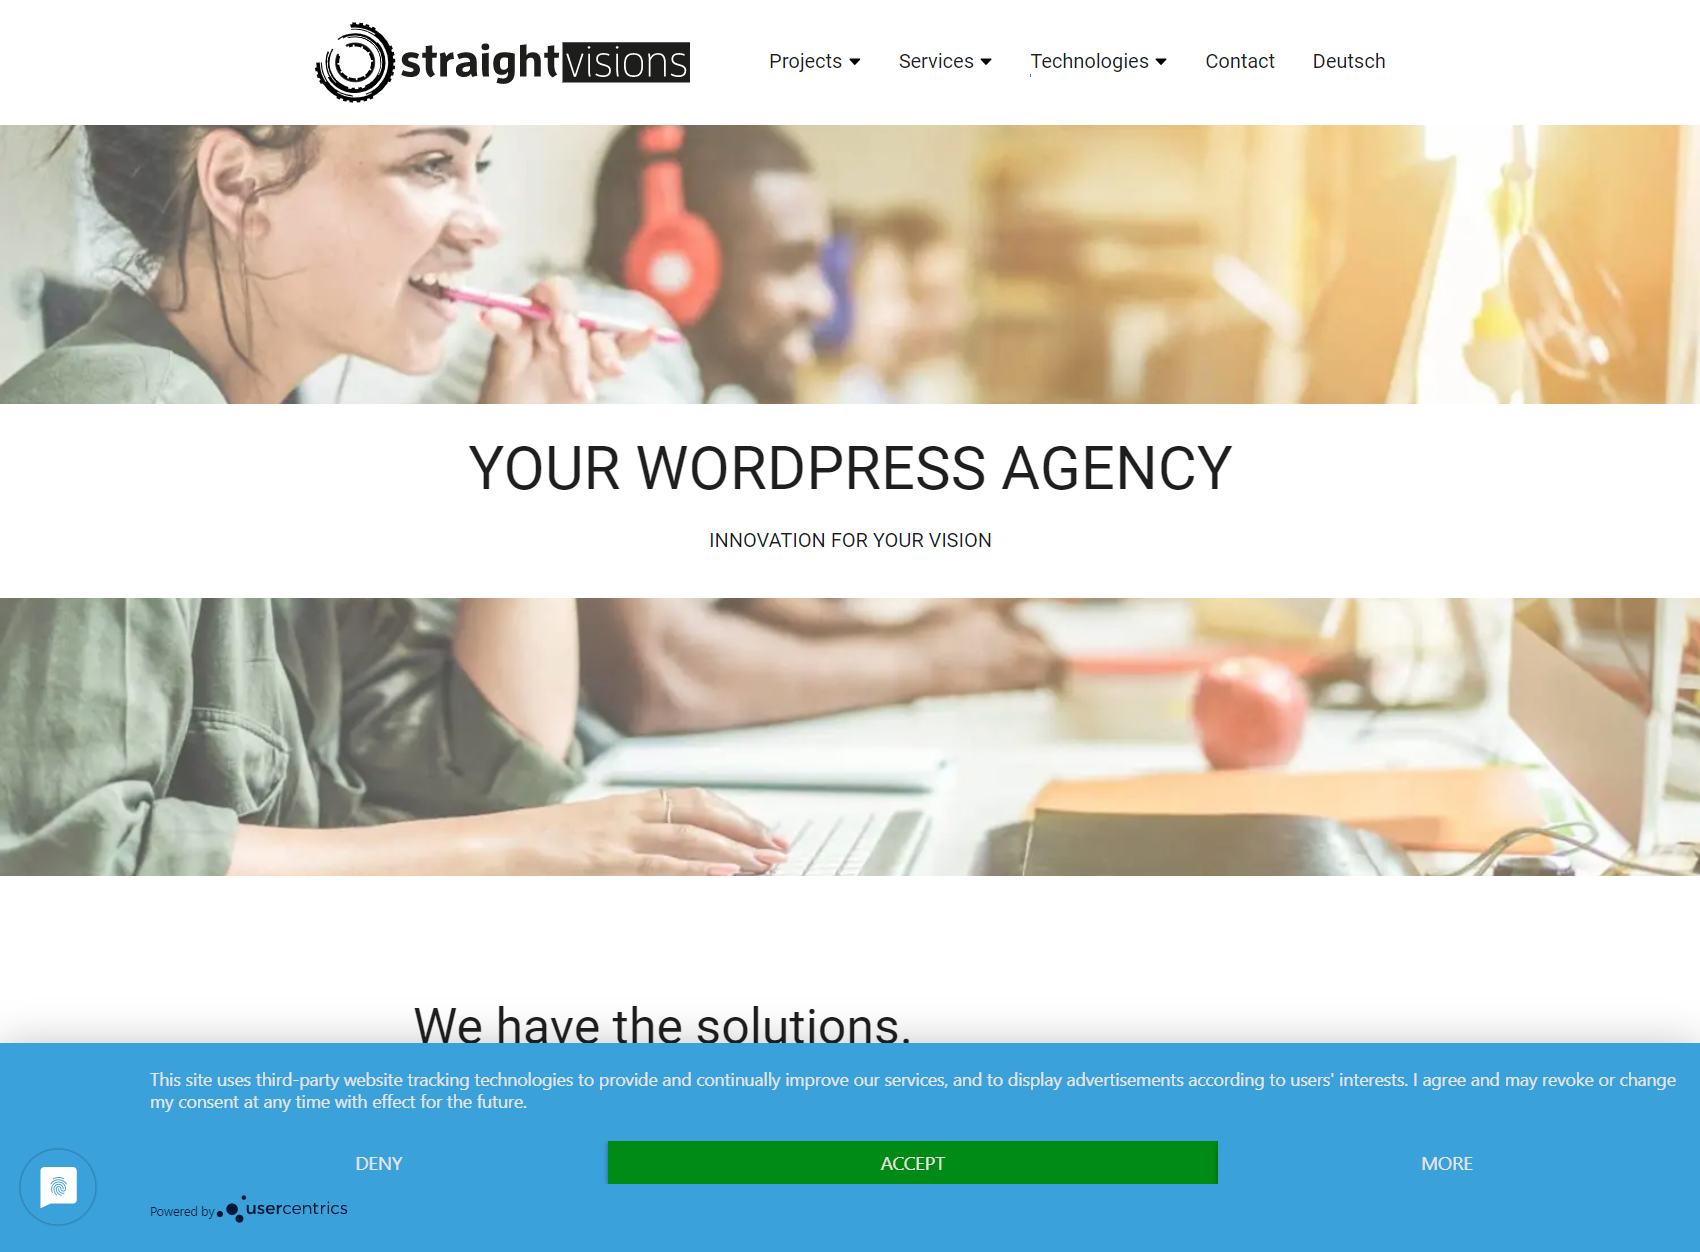 straightvisions
Projects Services Technologies Contact Deutsch
YOUR WORDPRESS AGENCY
INNOVATION FOR YOUR VISION
We have the solutions.
This site uses third-party website tracking technologies to provide and continually improve our services, and to display advertisements according to users' interests. I agree and may revoke or change
my consent at any time with effect for the future.
DENY ACCEPT MORE
Powered by usercentrics